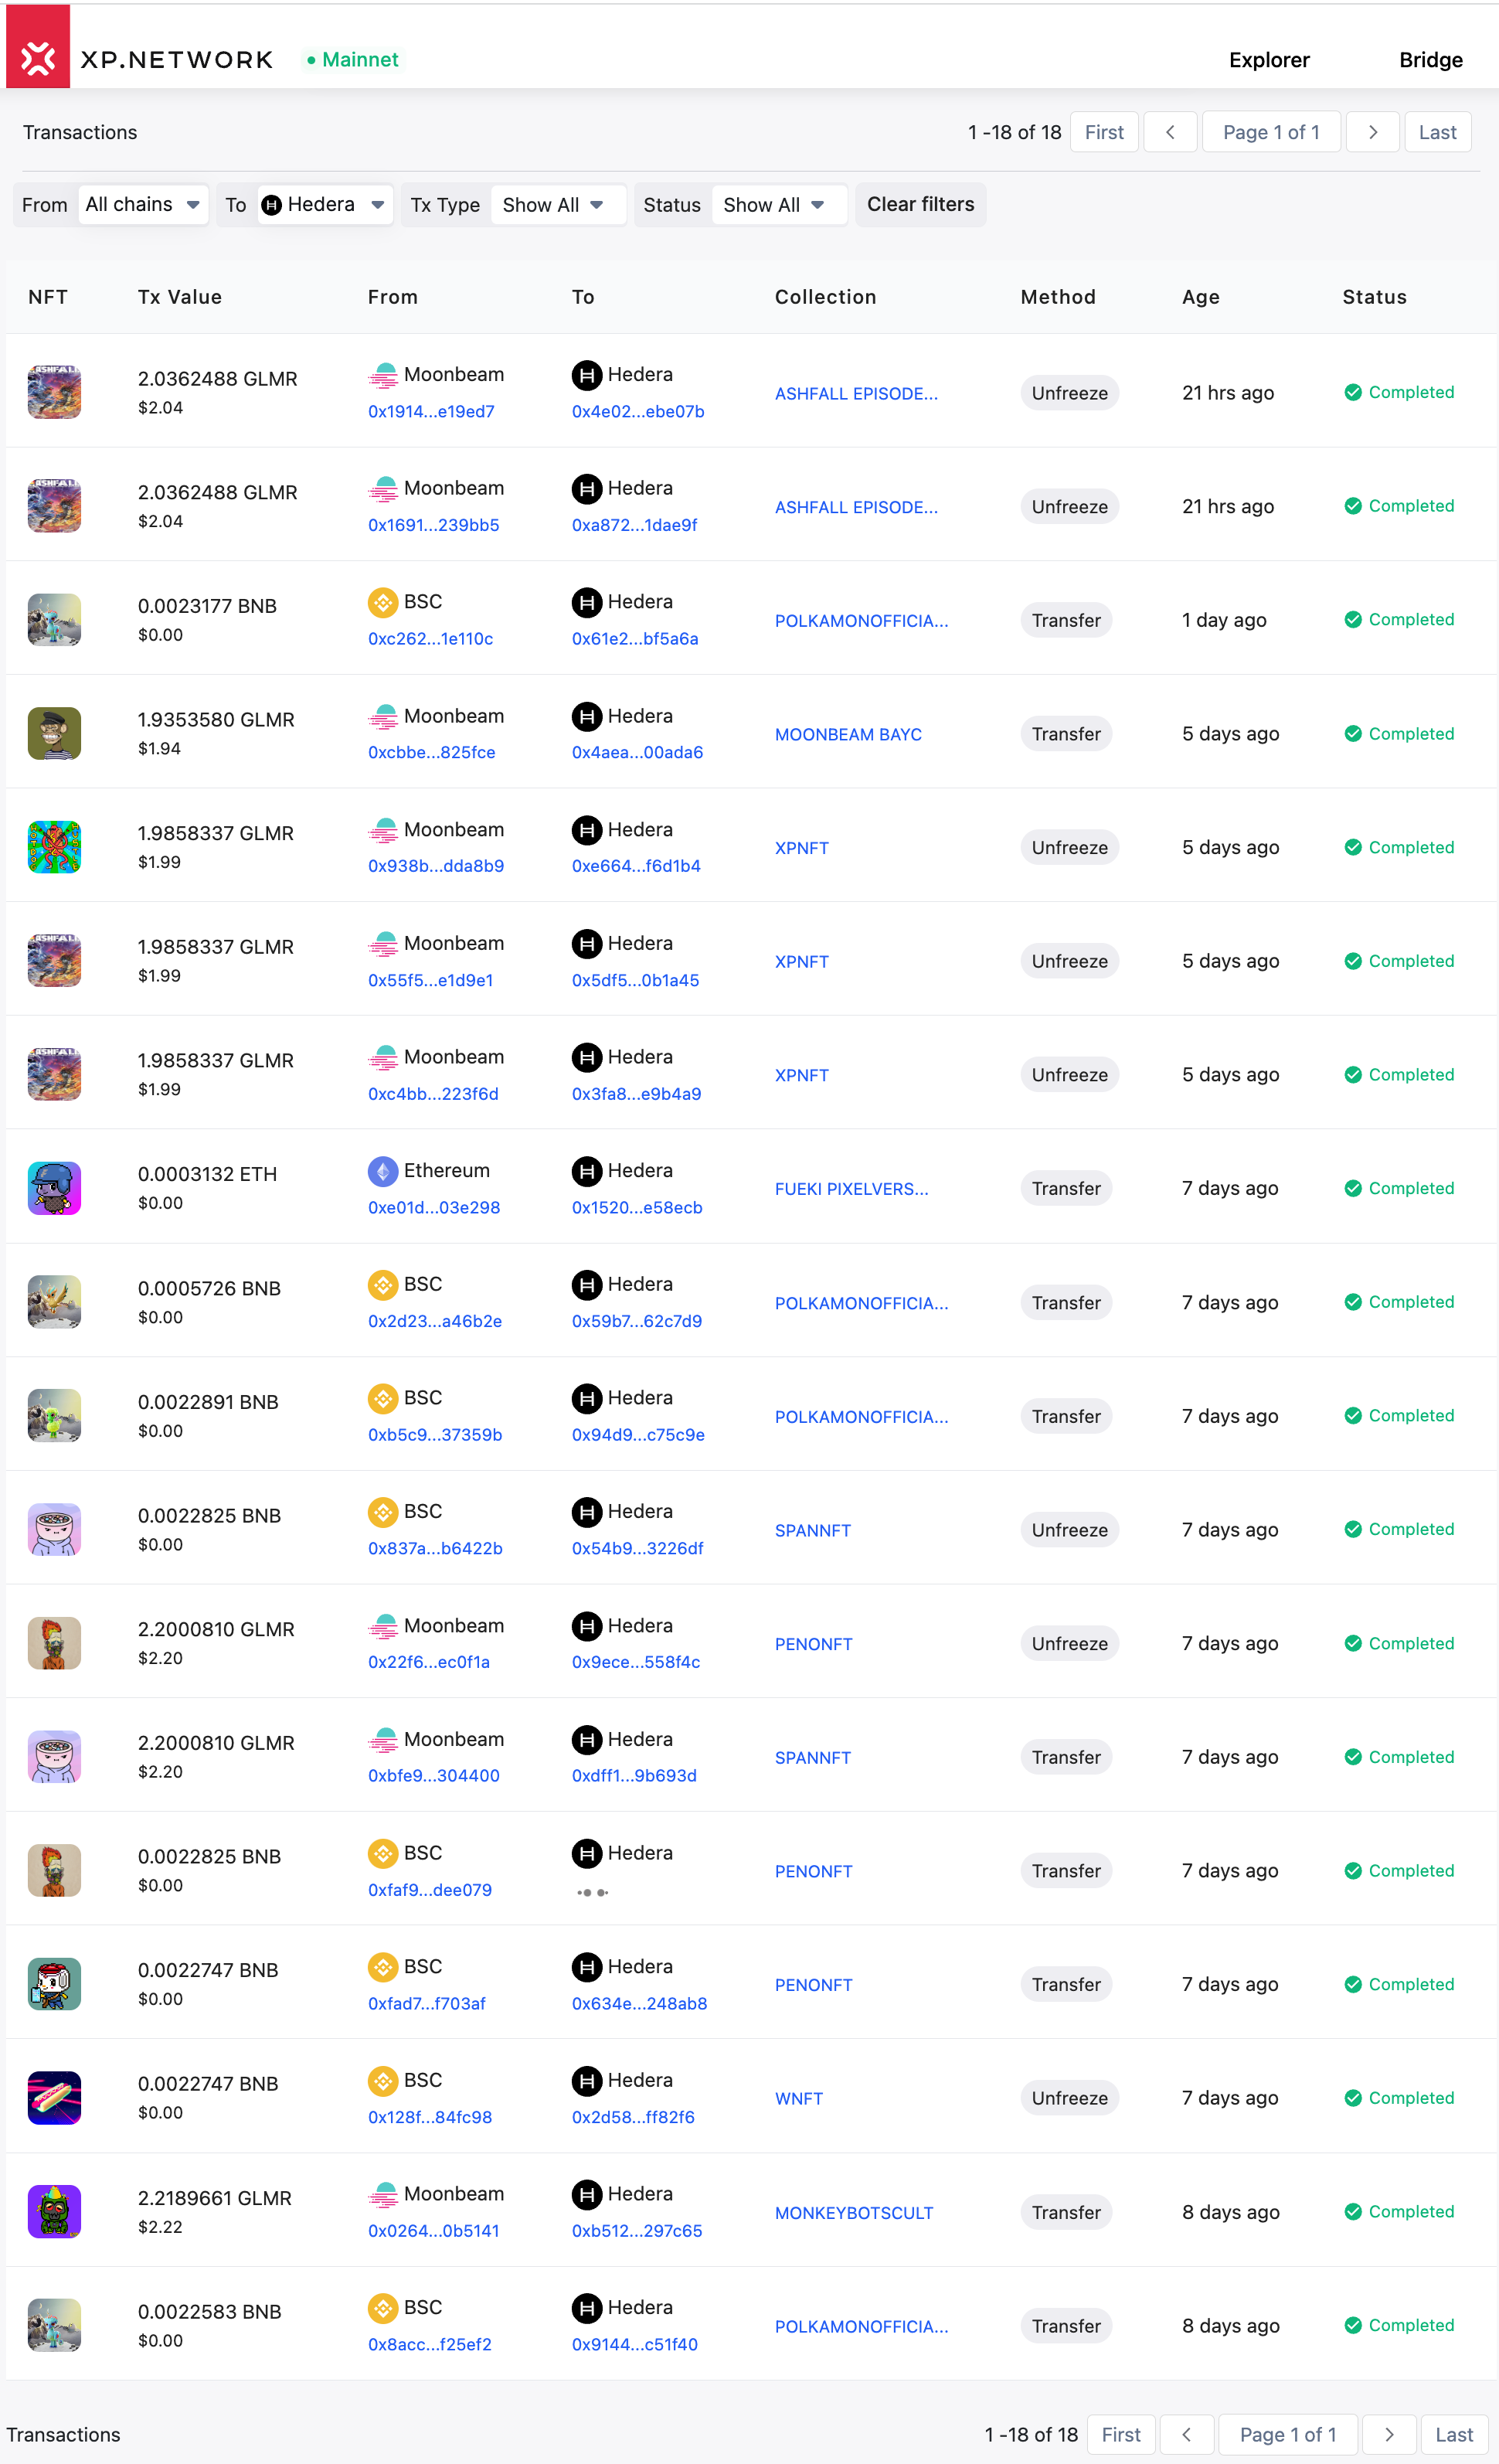 XP.NETWORK • Mainnet Explorer Bridge
Transactions 1 -18 of 18 First < Page 1 of 1 > Last
From All chains To Hedera Tx Type Show All Status Show All Clear filters
NFT Tx Value From To Collection Method Age Status
2.0362488 GLMR Moonbeam Hedera ASHFALL EPISODE... Unfreeze 21 hrs ago Completed
$2.04 0x1914...e19ed7 0x4e02...ebe07b
2.0362488 GLMR Moonbeam Hedera ASHFALL EPISODE... Unfreeze 21 hrs ago Completed
$2.04 0x1691...239bb5 0xa872...1dae9f
0.0023177 BNB BSC Hedera POLKAMONOFFICIA... Transfer 1 day ago Completed
$0.00 0xc262...1e110c 0x61e2...bf5a6a
1.9353580 GLMR Moonbeam Hedera MOONBEAM BAYC Transfer 5 days ago Completed
$1.94 0xcbbe...825fce 0x4aea...00ada6
1.9858337 GLMR Moonbeam Hedera XPNFT Unfreeze 5 days ago Completed
$1.99 0x938b...dda8b9 0xe664...f6d1b4
1.9858337 GLMR Moonbeam Hedera XPNFT Unfreeze 5 days ago Completed
$1.99 0x55f5...e1d9e1 0x5df5...0b1a45
1.9858337 GLMR Moonbeam Hedera XPNFT Unfreeze 5 days ago Completed
$1.99 0xc4bb...223f6d 0x3fa8...e9b4a9
0.0003132 ETH Ethereum Hedera FUEKI PIXELVERS... Transfer 7 days ago Completed
$0.00 0xe01d...03e298 0x1520...e58ecb
0.0005726 BNB BSC Hedera POLKAMONOFFICIA... Transfer 7 days ago Completed
$0.00 0x2d23...a46b2e 0x59b7...62c7d9
0.0022891 BNB BSC Hedera POLKAMONOFFICIA... Transfer 7 days ago Completed
$0.00 0xb5c9...37359b 0x94d9...c75c9e
0.0022825 BNB BSC Hedera SPANNFT Unfreeze 7 days ago Completed
$0.00 0x837a...b6422b 0x54b9...3226df
2.2000810 GLMR Moonbeam Hedera PENONFT Unfreeze 7 days ago Completed
$2.20 0x22f6...ec0f1a 0x9ece...558f4c
2.2000810 GLMR Moonbeam Hedera SPANNFT Transfer 7 days ago Completed
$2.20 0xbfe9...304400 0xdff1...9b693d
0.0022825 BNB BSC Hedera PENONFT Transfer 7 days ago Completed
$0.00 0xfaf9...dee079
0.0022747 BNB BSC Hedera PENONFT Transfer 7 days ago Completed
$0.00 0xfad7...f703af 0x634e...248ab8
0.0022747 BNB BSC Hedera WNFT Unfreeze 7 days ago Completed
$0.00 0x128f...84fc98 0x2d58...ff82f6
2.2189661 GLMR Moonbeam Hedera MONKEYBOTSCULT Transfer 8 days ago Completed
$2.22 0x0264...0b5141 0xb512...297c65
0.0022583 BNB BSC Hedera POLKAMONOFFICIA... Transfer 8 days ago Completed
$0.00 0x8acc...f25ef2 0x9144...c51f40
Transactions 1 -18 of 18 First < Page 1 of 1 > Last